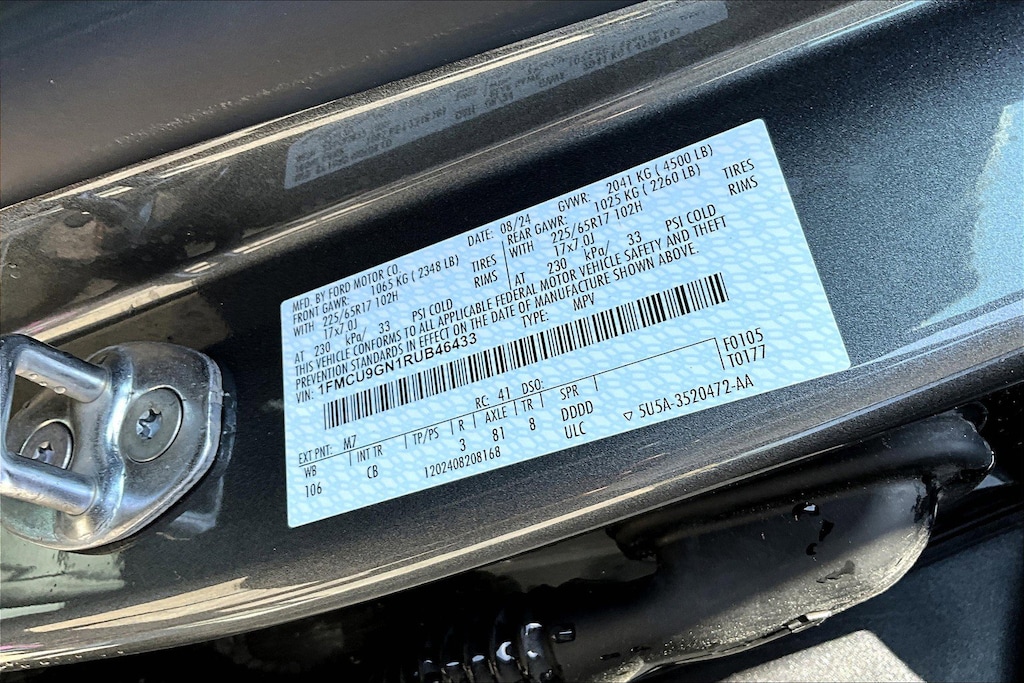 MFD. BY FORD MOTOR CO.
DATE: 08/24 GVWR: 2041 KG ( 4500 LB)
FRONT GAWR: 1065 KG ( 2348 LB) REAR GAWR: 1025 KG ( 2260 LB)
WITH 225/65R17 102H TIRES WITH 225/65R17 102H TIRES
17x7.0J RIMS 17x7.0J RIMS
AT 230 kPa/ 33 PSI COLD AT 230 kPa/ 33 PSI COLD
THIS VEHICLE CONFORMS TO ALL APPLICABLE FEDERAL MOTOR VEHICLE SAFETY AND THEFT
PREVENTION STANDARDS IN EFFECT ON THE DATE OF MANUFACTURE SHOWN ABOVE.
VIN: 1FMCU9GN1RUB46433 TYPE: MPV
F0105
T0177
EXT PNT: M7 RC: 41 DSO:
WB INT TR TP/PS R AXLE TR SPR
106 CB 3 81 8 DDDD
ULC
1202408208168 5U5A-3520472-AA